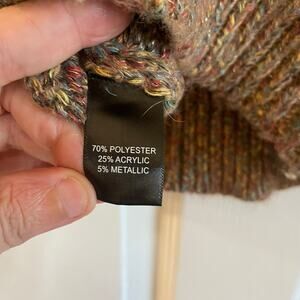 70% POLYESTER
25% ACRYLIC
5% METALLIC